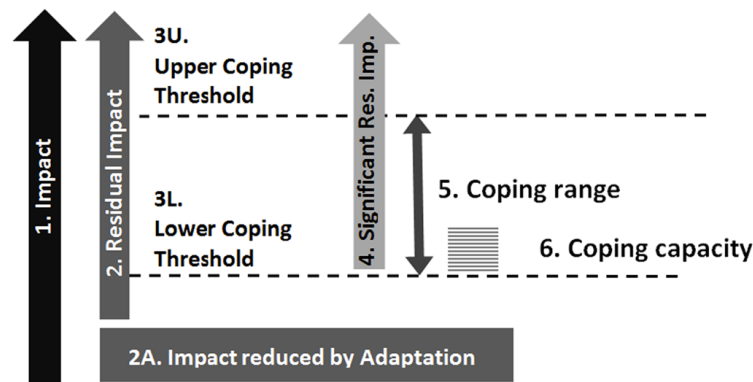 1. Impact
2. Residual Impact
3U.
Upper Coping
Threshold
3L.
Lower Coping
Threshold
4. Significant Res. Imp.
5. Coping range
6. Coping capacity
2A. Impact reduced by Adaptation